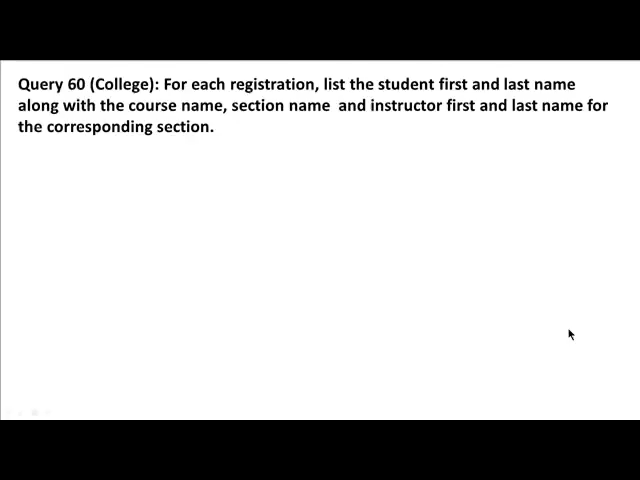 Query 60 (College): For each registration, list the student first and last name
along with the course name, section name  and instructor first and last name for
the corresponding section.